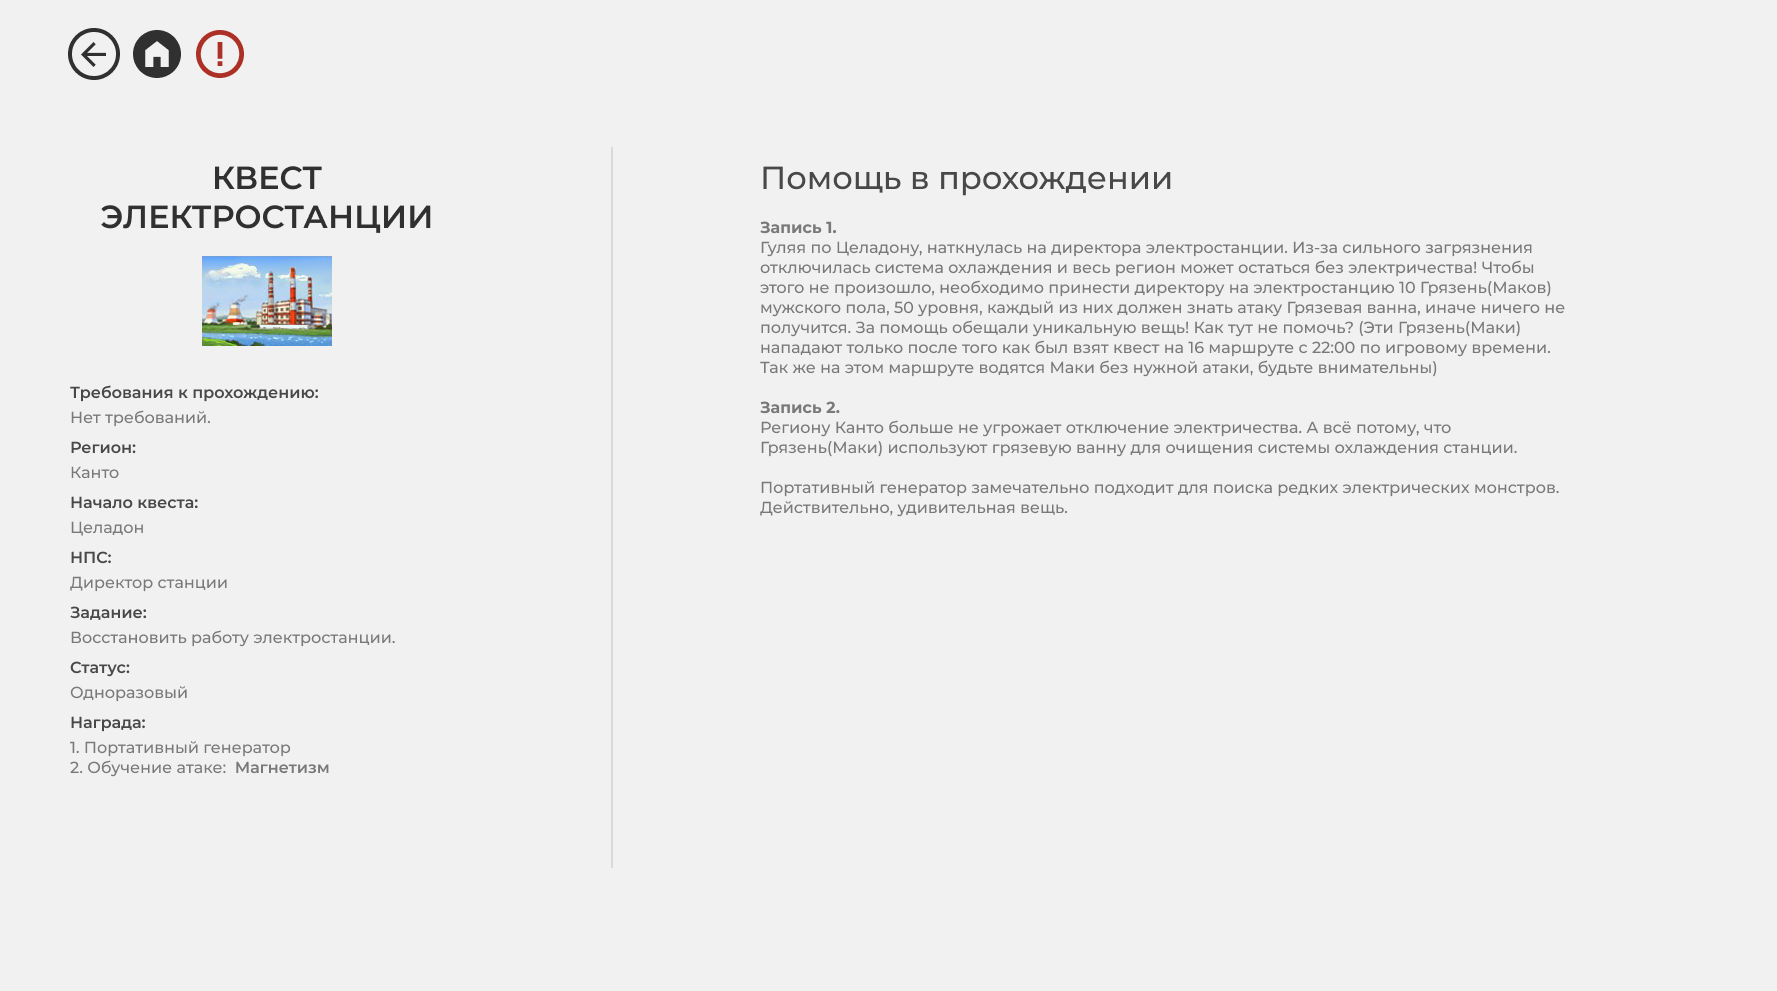 КВЕСТ
ЭЛЕКТРОСТАНЦИИ
Требования к прохождению:
Нет требований.
Регион:
Канто
Начало квеста:
Целадон
НПС:
Директор станции
Задание:
Восстановить работу электростанции.
Статус:
Одноразовый
Награда:
1. Портативный генератор
2. Обучение атаке: Магнетизм
Помощь в прохождении
Запись 1.
Гуляя по Целадону, наткнулась на директора электростанции. Из-за сильного загрязнения
отключилась система охлаждения и весь регион может остаться без электричества! Чтобы
этого не произошло, необходимо принести директору на электростанцию 10 Грязень(Маков)
мужского пола, 50 уровня, каждый из них должен знать атаку Грязевая ванна, иначе ничего не
получится. За помощь обещали уникальную вещь! Как тут не помочь? (Эти Грязень(Маки)
нападают только после того как был взят квест на 16 маршруте с 22:00 по игровому времени.
Так же на этом маршруте водятся Маки без нужной атаки, будьте внимательны)
Запись 2.
Региону Канто больше не угрожает отключение электричества. А всё потому, что
Грязень(Маки) используют грязевую ванну для очищения системы охлаждения станции.
Портативный генератор замечательно подходит для поиска редких электрических монстров.
Действительно, удивительная вещь.